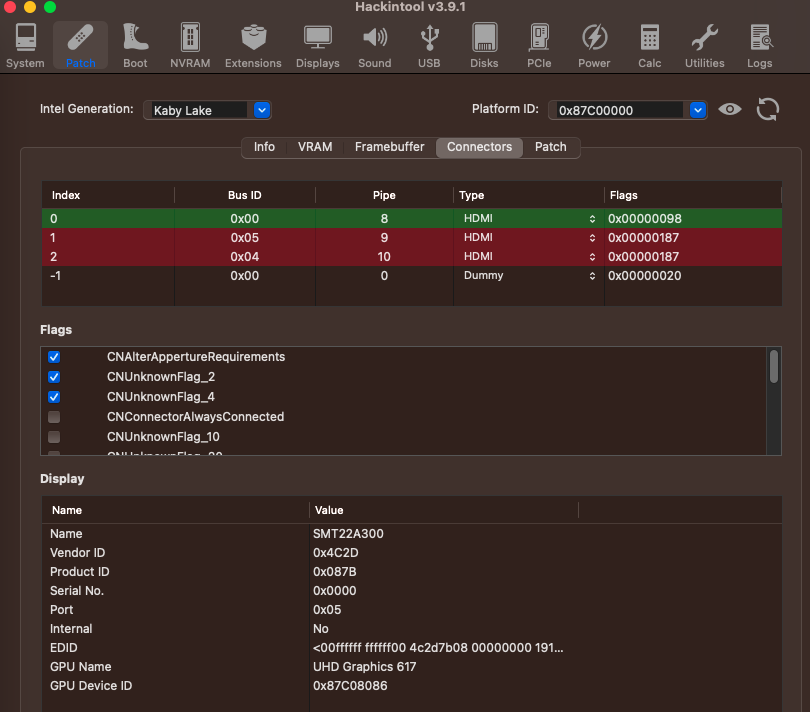 Hackintool v3.9.1
System Patch Boot NVRAM Extensions Displays Sound USB Disks PCIe Power Calc Utilities Logs
Intel Generation: Kaby Lake Platform ID: 0x87C00000
Info VRAM Framebuffer Connectors Patch
Index Bus ID Pipe Type Flags
0 0x00 8 HDMI 0x00000098
1 0x05 9 HDMI 0x00000187
2 0x04 10 HDMI 0x00000187
-1 0x00 0 Dummy 0x00000020
Flags
CNAlterAppertureRequirements
CNUnknownFlag_2
CNUnknownFlag_4
CNConnectorAlwaysConnected
CNUnknownFlag_10
Display
Name Value
Name SMT22A300
Vendor ID 0x4C2D
Product ID 0x087B
Serial No. 0x0000
Port 0x05
Internal No
EDID <00ffffff ffffff00 4c2d7b08 00000000 191...
GPU Name UHD Graphics 617
GPU Device ID 0x87C08086